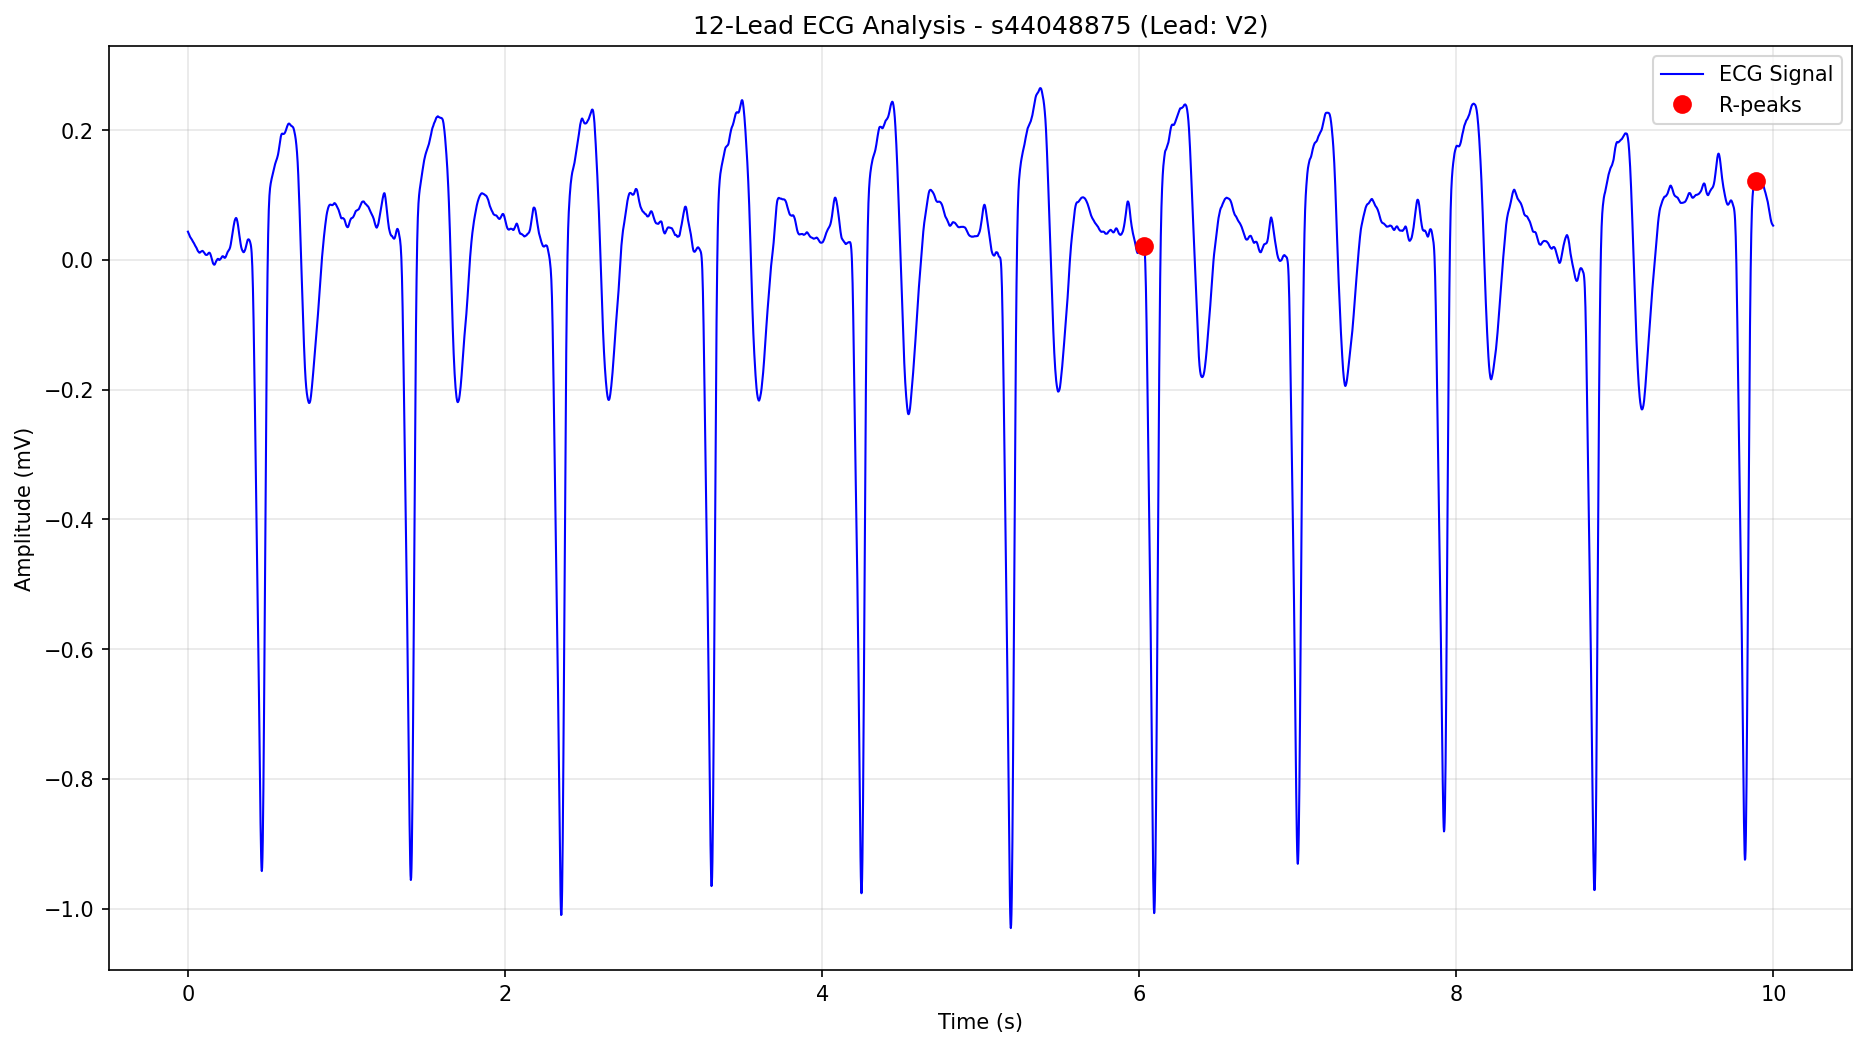 12-Lead ECG Analysis - s44048875 (Lead: V2)
ECG Signal
R-peaks
0.2
0.0
−0.2
−0.4
−0.6
−0.8
−1.0
Amplitude (mV)
0 2 4 6 8 10
Time (s)